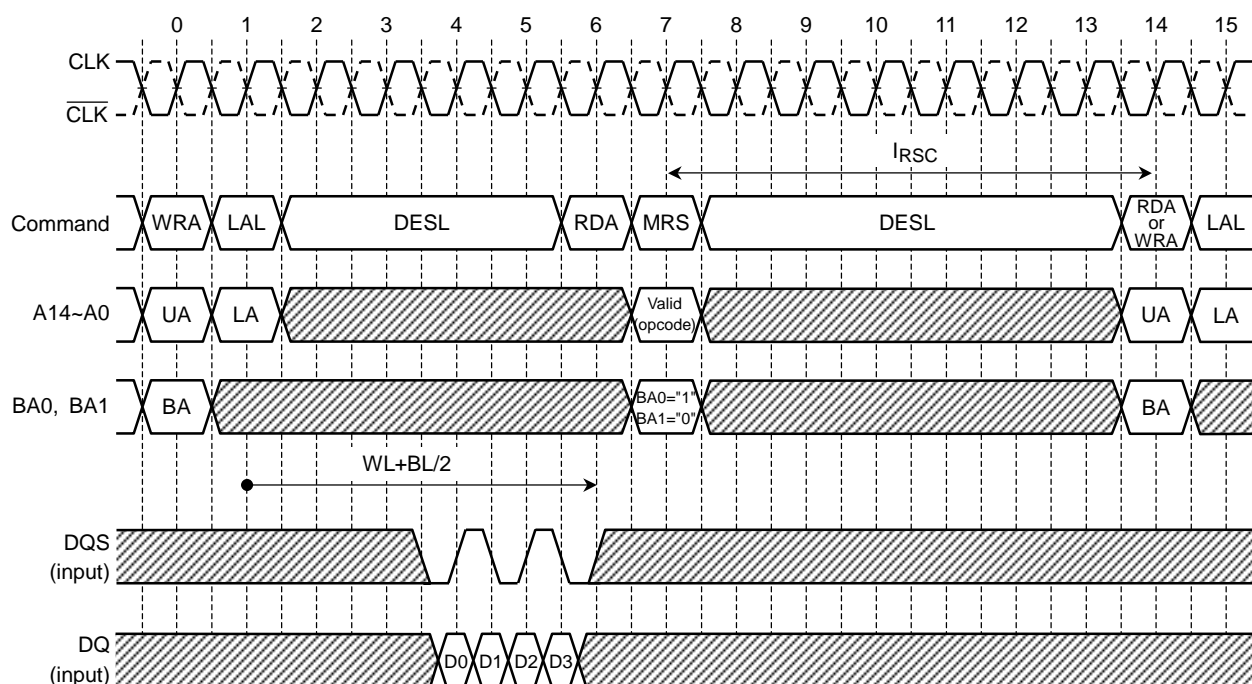 0 1 2 3 4 5 6 7 8 9 10 11 12 13 14 15
CLK
CLK
IRSC
Command WRA LAL DESL RDA MRS DESL RDA or WRA LAL
A14~A0 UA LA Valid (opcode) UA LA
BA0, BA1 BA BA0="1" BA1="0" BA
WL+BL/2
DQS
(input)
DQ
(input)
D0 D1 D2 D3